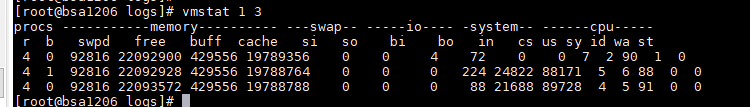 [root@bsa1206 logs]# vmstat 1 3
procs -----------memory---------- ---swap-- -----io---- -system-- ------cpu-----
r b swpd free buff cache si so bi bo in cs us sy id wa st
4 0 92816 22092900 429556 19789356 0 0 4 72 0 0 7 2 90 1 0
4 1 92816 22092928 429556 19788764 0 0 0 224 24822 88171 5 6 88 0 0
4 0 92816 22093572 429556 19788788 0 0 0 88 21688 89728 4 5 91 0 0
[root@bsa1206 logs]#